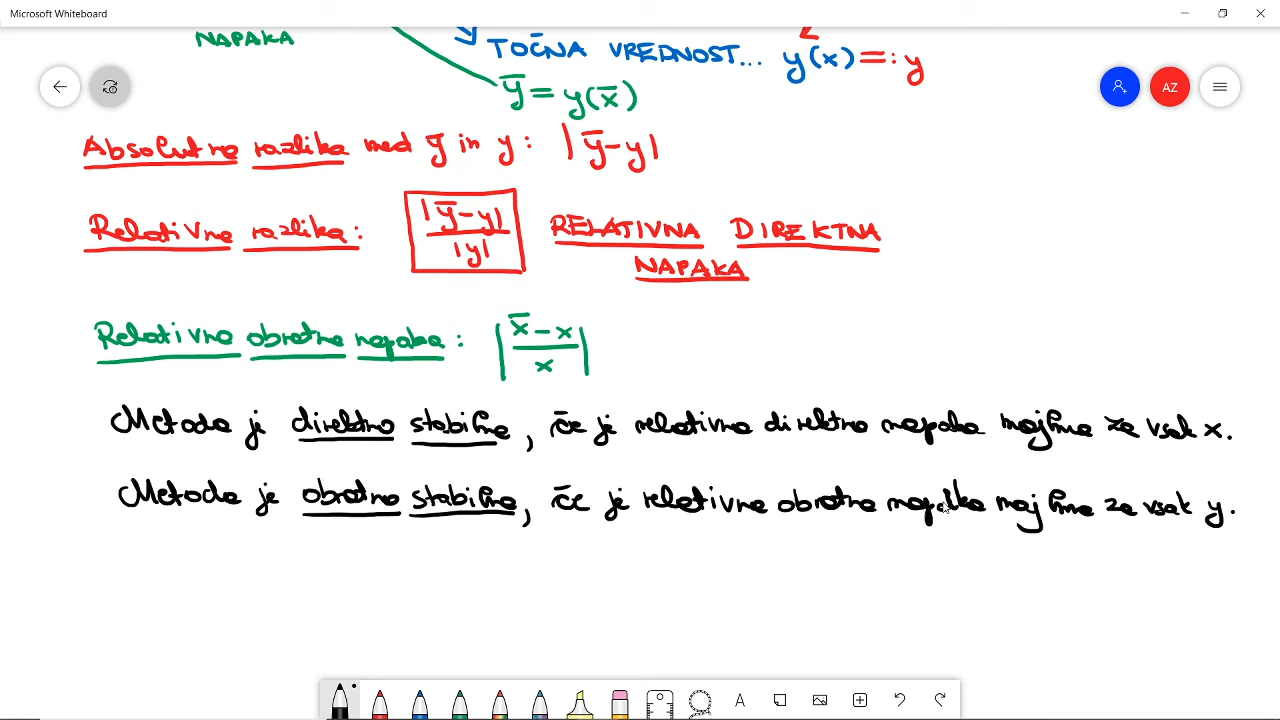 Microsoft Whiteboard
NAPAKA
TOČNA VREDNOST... y(x) =: y
y̅ = y(x̅)
AZ
Absolutna razlika med y̅ in y: |y̅-y|
Relativna razlika: |y̅-y| / |y| RELATIVNA DIREKTNA
NAPAKA
Relativna obratna napaka: |x̅-x / x|
Metoda je direktno stabilna, če je relativna direktna napaka majhna za vsak x.
Metoda je obratno stabilna, če je relativna obratna napaka majhna za vsak y.
A